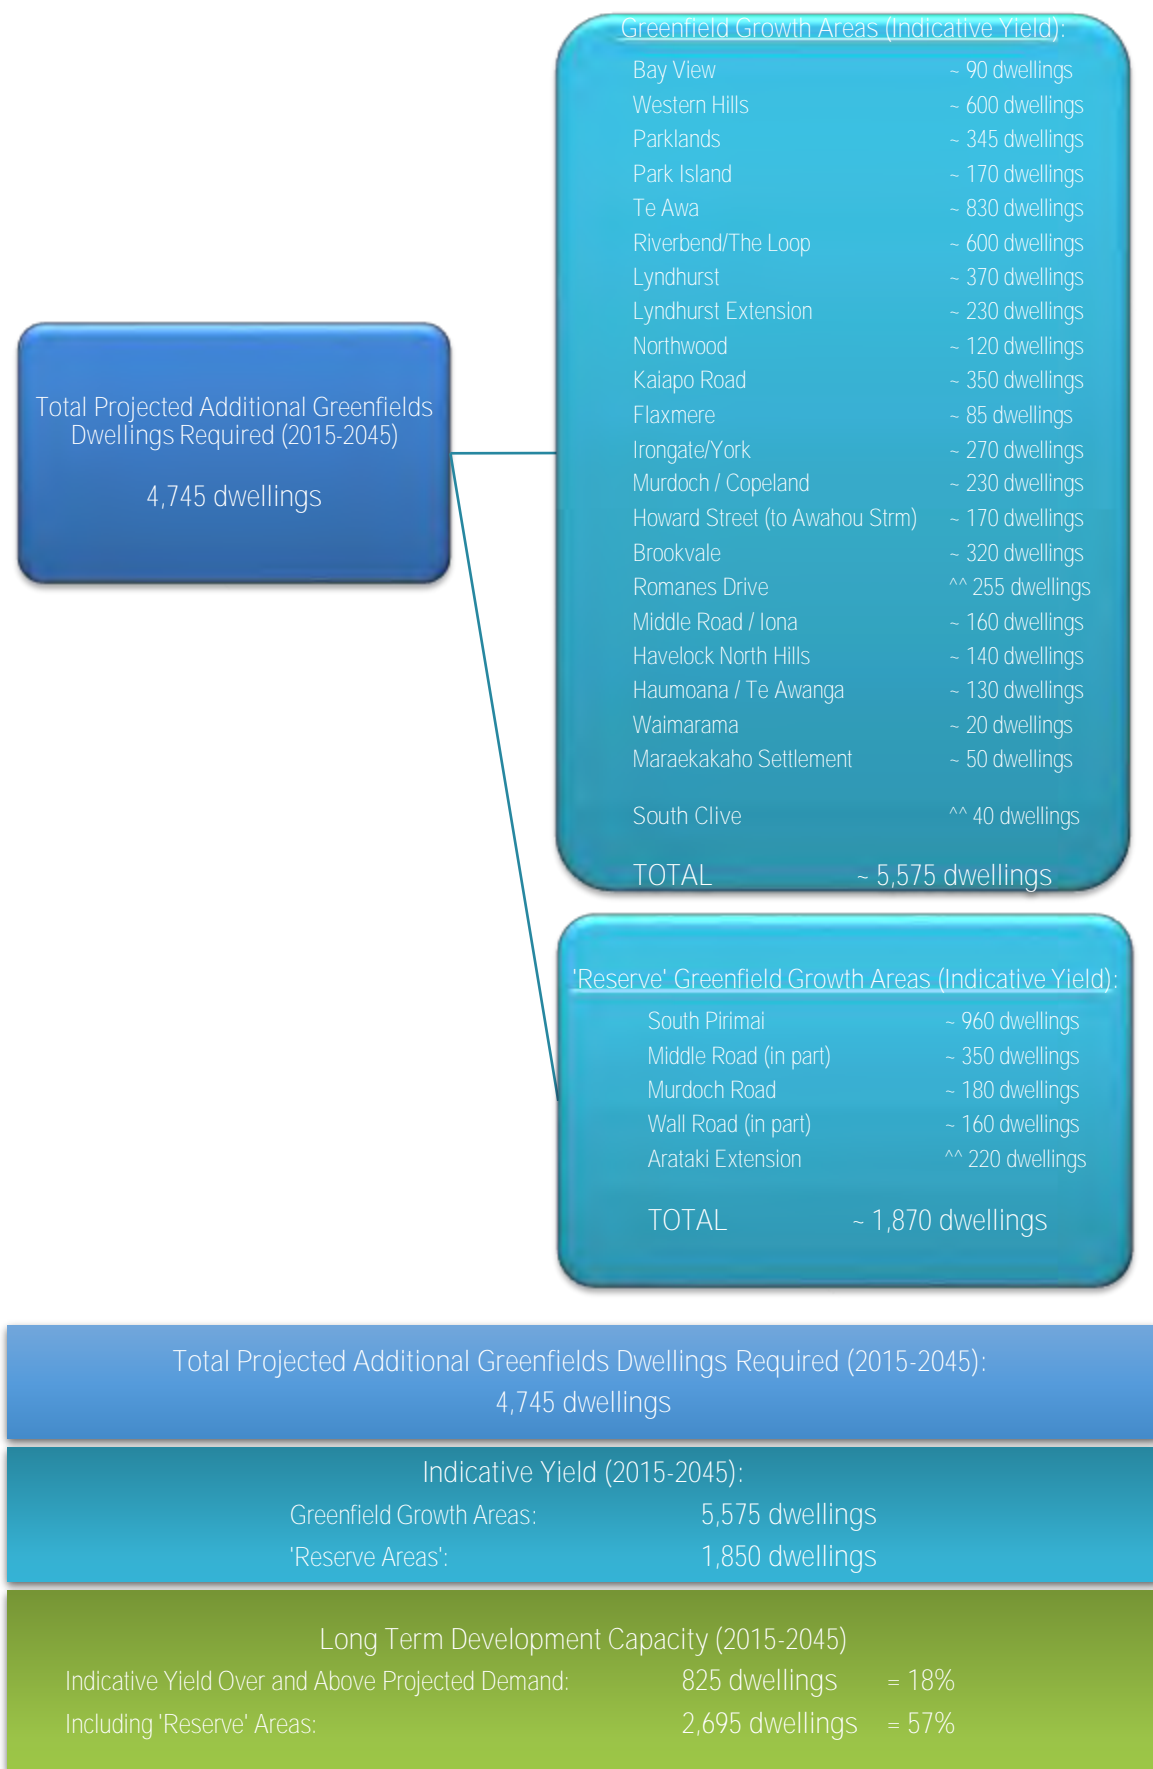 Greenfield Growth Areas (Indicative Yield):
Bay View ~ 90 dwellings
Western Hills ~ 600 dwellings
Parklands ~ 345 dwellings
Park Island ~ 170 dwellings
Te Awa ~ 830 dwellings
Riverbend/The Loop ~ 600 dwellings
Lyndhurst ~ 370 dwellings
Lyndhurst Extension ~ 230 dwellings
Northwood ~ 120 dwellings
Kaiapo Road ~ 350 dwellings
Flaxmere ~ 85 dwellings
Irongate/York ~ 270 dwellings
Murdoch / Copeland ~ 230 dwellings
Howard Street (to Awahou Strm) ~ 170 dwellings
Brookvale ~ 320 dwellings
Romanes Drive ^^ 255 dwellings
Middle Road / Iona ~ 160 dwellings
Havelock North Hills ~ 140 dwellings
Haumoana / Te Awanga ~ 130 dwellings
Waimarama ~ 20 dwellings
Maraekakaho Settlement ~ 50 dwellings
South Clive ^^ 40 dwellings
TOTAL ~ 5,575 dwellings
Total Projected Additional Greenfields
Dwellings Required (2015-2045)
4,745 dwellings
'Reserve' Greenfield Growth Areas (Indicative Yield):
South Pirimai ~ 960 dwellings
Middle Road (in part) ~ 350 dwellings
Murdoch Road ~ 180 dwellings
Wall Road (in part) ~ 160 dwellings
Arataki Extension ^^ 220 dwellings
TOTAL ~ 1,870 dwellings
Total Projected Additional Greenfields Dwellings Required (2015-2045):
4,745 dwellings
Indicative Yield (2015-2045):
Greenfield Growth Areas: 5,575 dwellings
'Reserve Areas': 1,850 dwellings
Long Term Development Capacity (2015-2045)
Indicative Yield Over and Above Projected Demand: 825 dwellings = 18%
Including 'Reserve' Areas: 2,695 dwellings = 57%